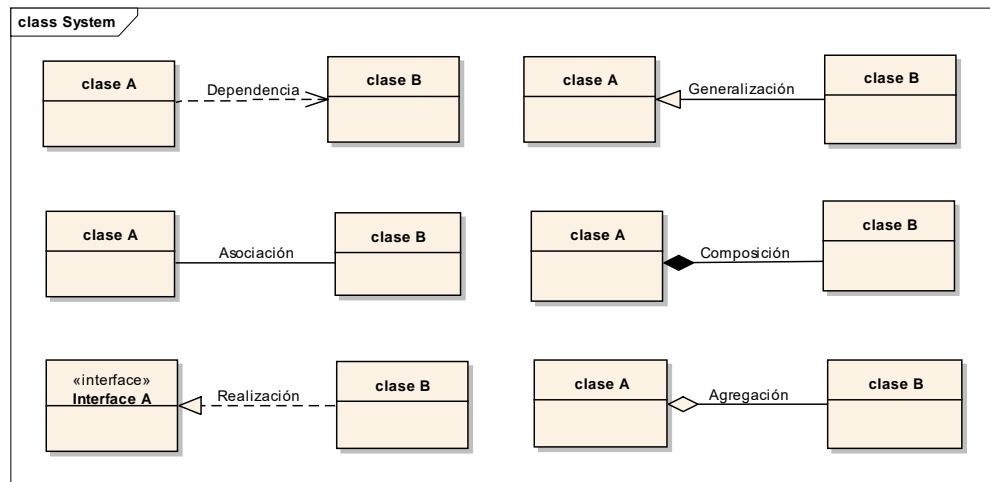 class System
clase A
Dependencia
clase B
clase A
Generalización
clase B
clase A
Asociación
clase B
clase A
Composición
clase B
«interface»
Interface A
Realización
clase B
clase A
Agregación
clase B